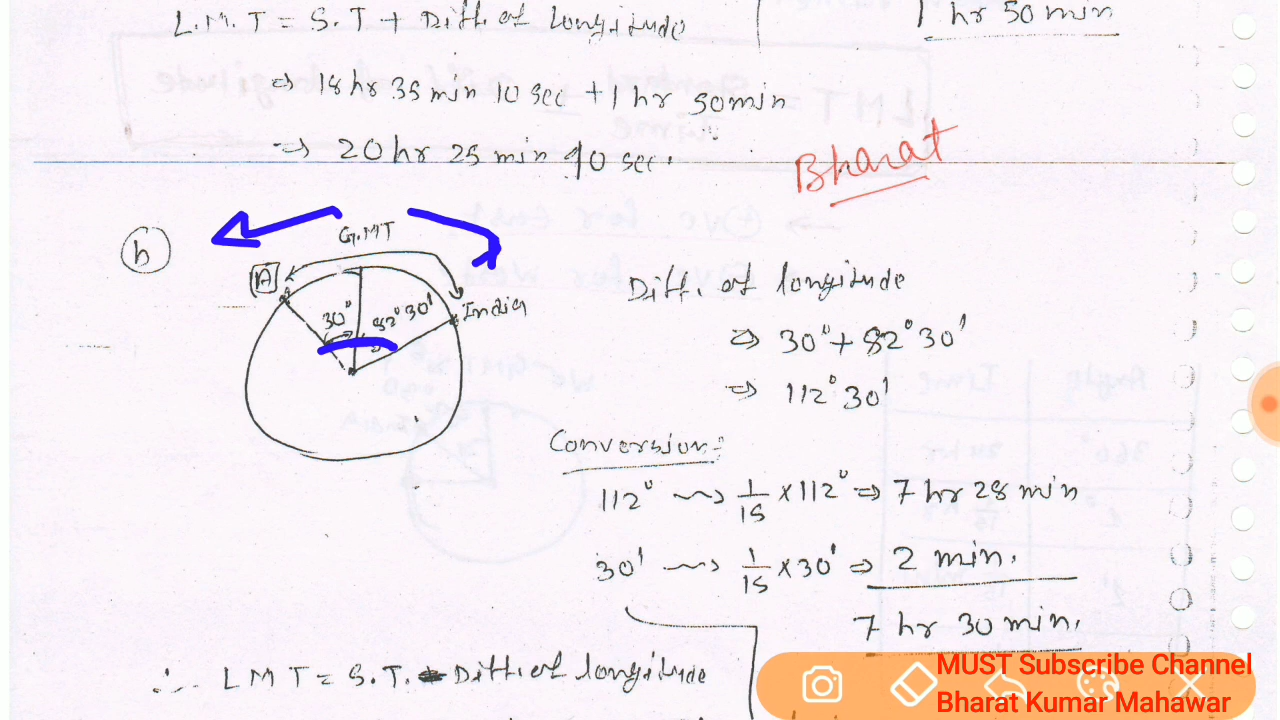 L.M.T = S.T + Diff. of longitude
1 hr 50 min
⇒ 18 hr 35 min 10 sec + 1 hr 50 min
⇒ 20 hr 25 min 10 sec.
Bharat
(b)
G.M.T
A
30° 82° 30'
India
Diff. of longitude
⇒ 30° + 82° 30'
⇒ 112° 30'
Conversion:-
112° ⇝ 1/15 × 112° ⇒ 7 hr 28 min
30' ⇝ 1/15 × 30' ⇒ 2 min.
7 hr 30 min.
∴ LMT = S.T. - Diff. of longitude
MUST Subscribe Channel
Bharat Kumar Mahawar